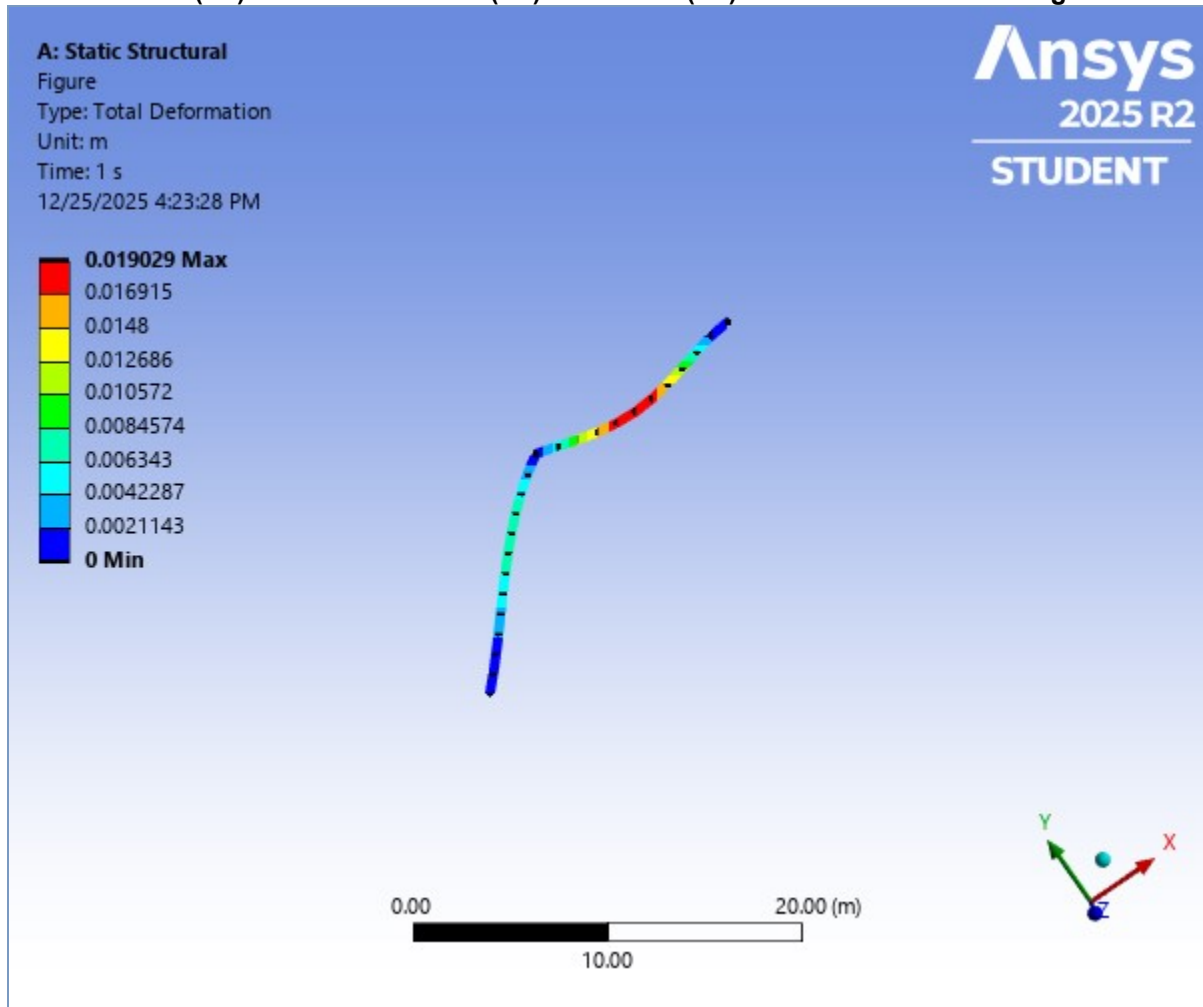 A: Static Structural
Figure
Type: Total Deformation
Unit: m
Time: 1 s
12/25/2025 4:23:28 PM
Ansys
2025 R2
STUDENT
0.019029 Max
0.016915
0.0148
0.012686
0.010572
0.0084574
0.006343
0.0042287
0.0021143
0 Min
Y
X
Z
0.00
20.00 (m)
10.00